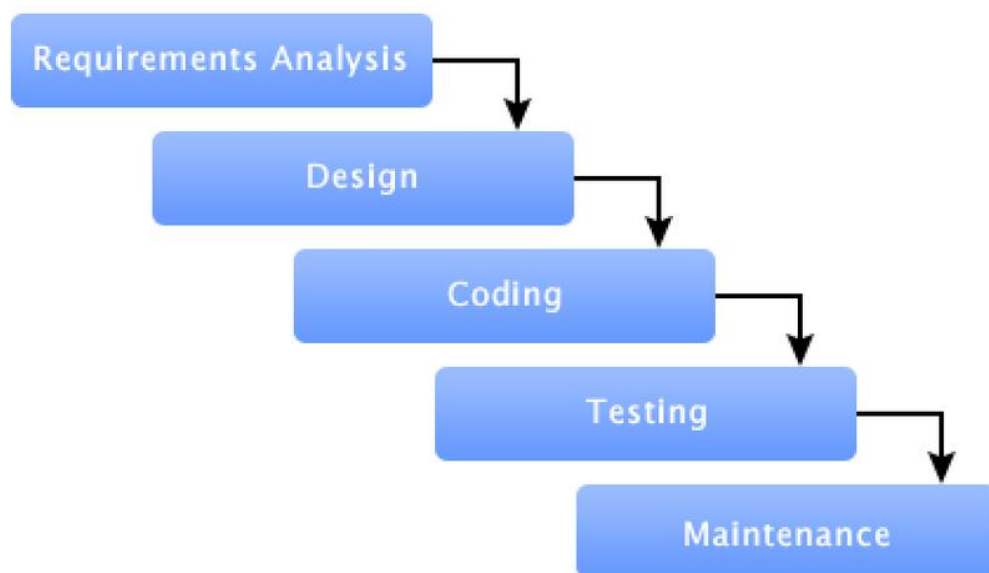 Requirements Analysis
Design
Coding
Testing
Maintenance